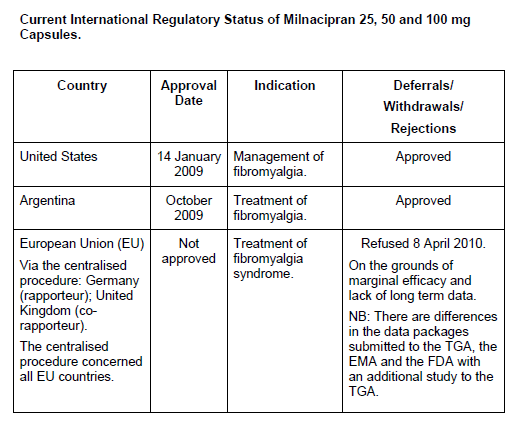 Current International Regulatory Status of Milnacipran 25, 50 and 100 mg
Capsules.
Country
Approval
Date
Indication
Deferrals/
Withdrawals/
Rejections
United States
14 January
2009
Management of
fibromyalgia.
Approved
Argentina
October
2009
Treatment of
fibromyalgia.
Approved
European Union (EU)
Via the centralised
procedure: Germany
(rapporteur); United
Kingdom (co-
rapporteur).
The centralised
procedure concerned
all EU countries.
Not
approved
Treatment of
fibromyalgia
syndrome.
Refused 8 April 2010.
On the grounds of
marginal efficacy and
lack of long term data.
NB: There are differences
in the data packages
submitted to the TGA, the
EMA and the FDA with
an additional study to the
TGA.